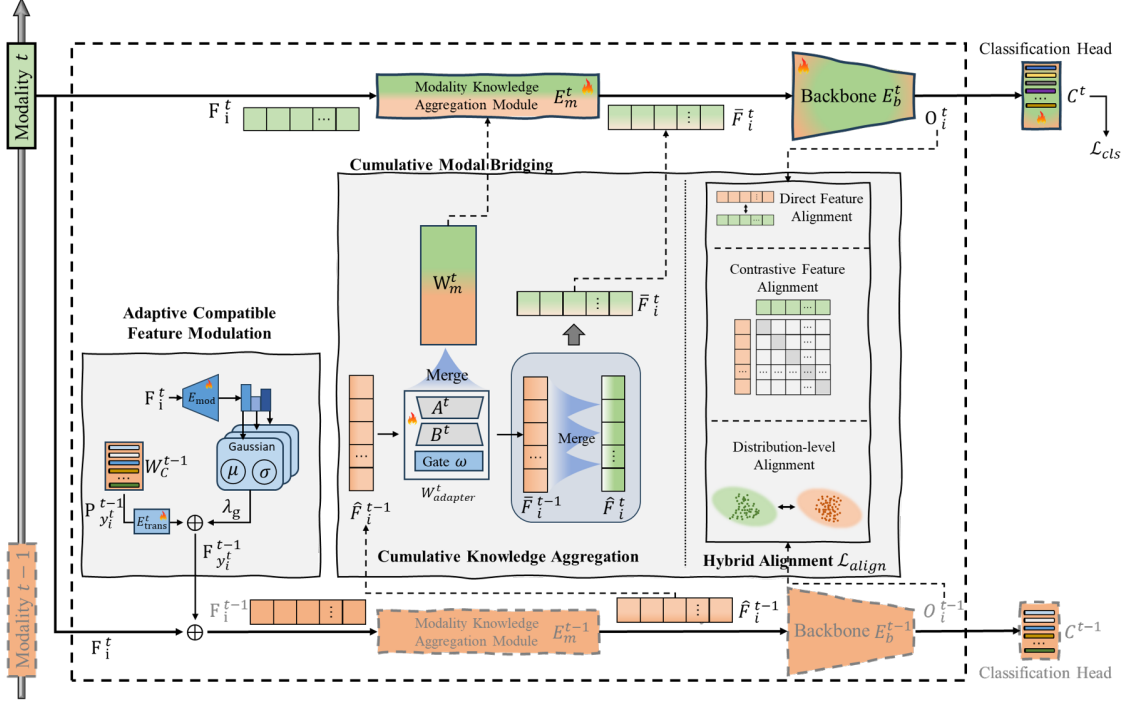 Modality t
F_i^t
Modality Knowledge
Aggregation Module E_m^t
F̄_i^t
Backbone E_b^t
O_i^t
Classification Head
C^t
ℒ_cls
Cumulative Modal Bridging
W_m^t
Merge
F̂_i^{t-1}
A^t
B^t
Gate ω
W_adapter^t
F̄_i^t
Merge
F̄_i^{t-1}
F̂_i^t
Cumulative Knowledge Aggregation
Direct Feature
Alignment
Contrastive Feature
Alignment
Distribution-level
Alignment
Hybrid Alignment ℒ_align
Adaptive Compatible
Feature Modulation
F_i^t
E_mod
Gaussian
μ
σ
W_C^{t-1}
P_{y_i^t}^{t-1}
E_trans^t
λ_g
F_{y_i^t}^{t-1}
Modality t − 1
F_i^t
F_i^{t-1}
Modality Knowledge
Aggregation Module E_m^{t-1}
F̂_i^{t-1}
Backbone E_b^{t-1}
O_i^{t-1}
C^{t-1}
Classification Head